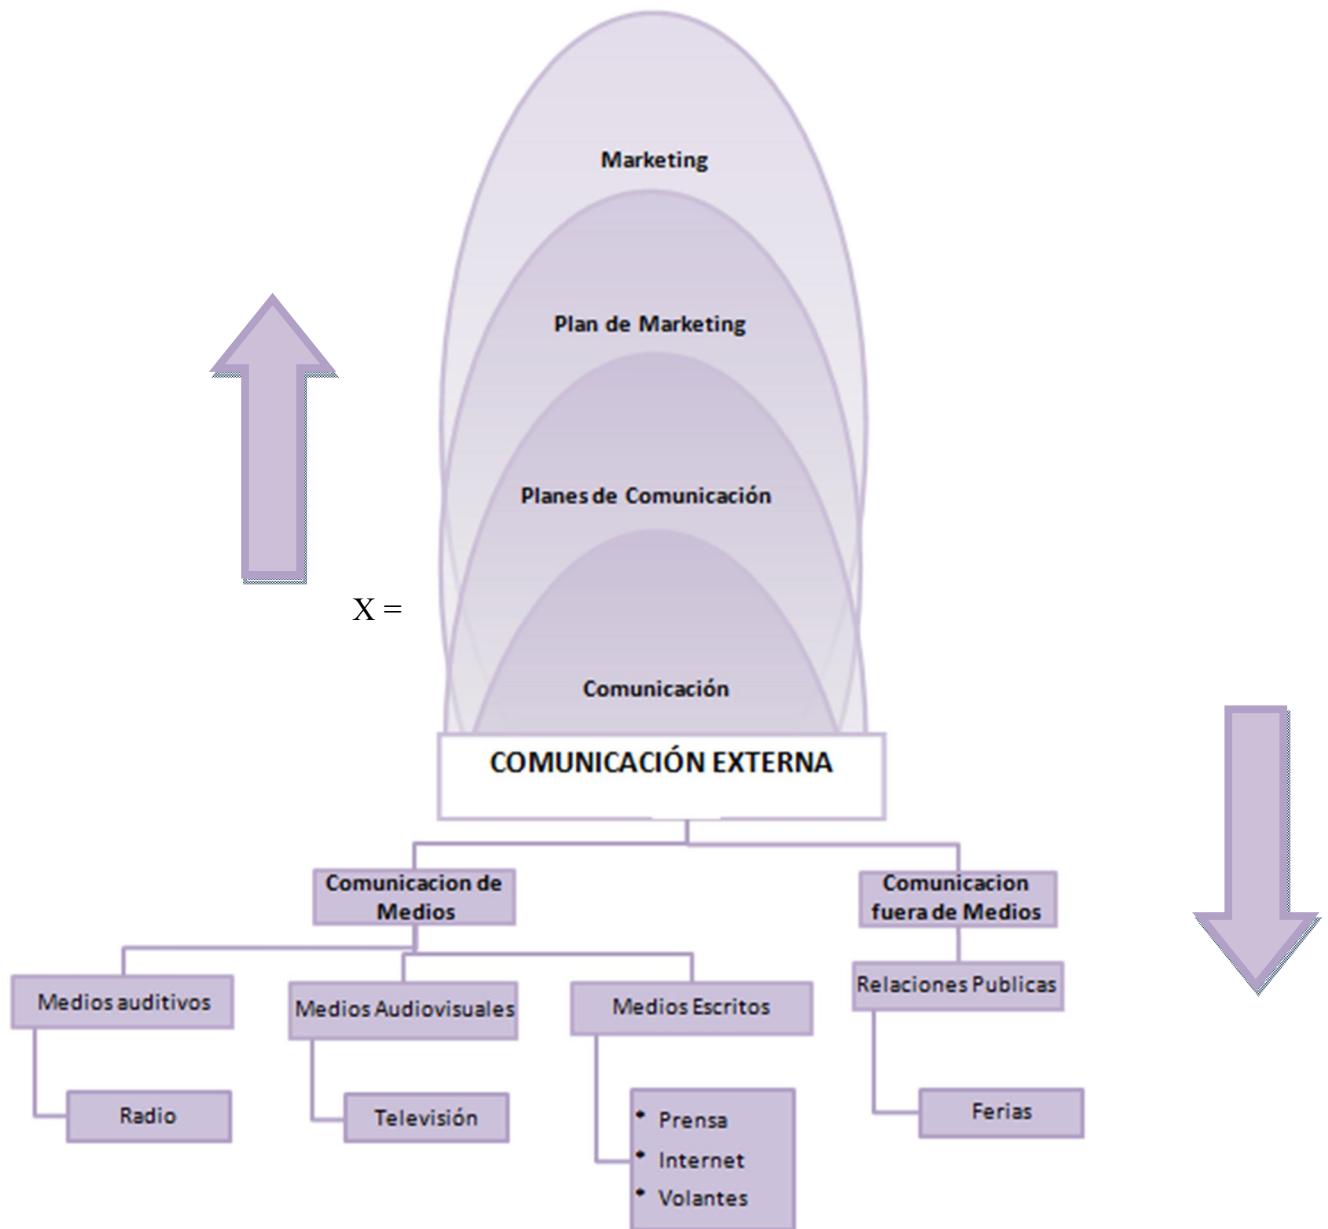 Marketing
Plan de Marketing
Planes de Comunicación
X =
Comunicación
COMUNICACIÓN EXTERNA
Comunicacion de
Medios
Comunicacion
fuera de Medios
Medios auditivos
Medios Audiovisuales
Medios Escritos
Relaciones Publicas
Radio
Televisión
• Prensa
• Internet
• Volantes
Ferias